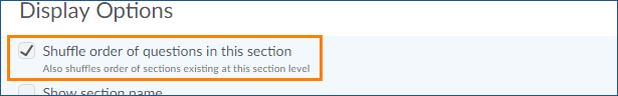 Display Options
Shuffle order of questions in this section
Also shuffles order of sections existing at this section level
Show section name